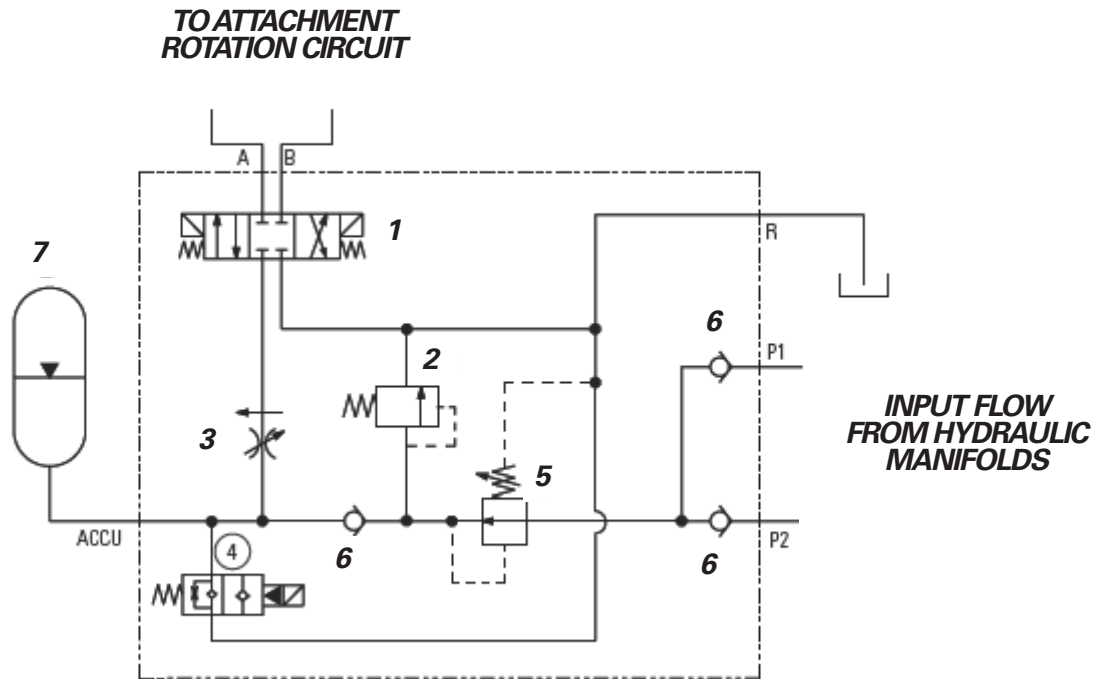 TO ATTACHMENT
ROTATION CIRCUIT
A
B
1
R
7
6
P1
2
INPUT FLOW
FROM HYDRAULIC
MANIFOLDS
3
5
ACCU
4
6
6
P2